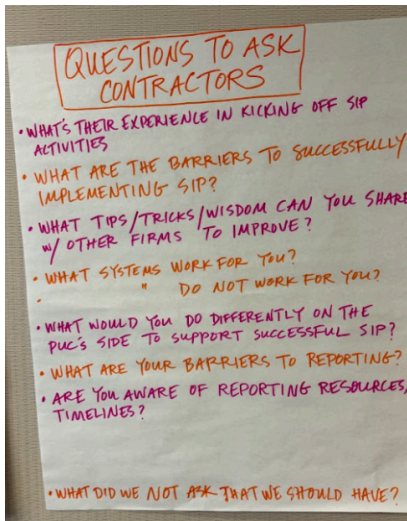 QUESTIONS TO ASK
CONTRACTORS
• WHAT'S THEIR EXPERIENCE IN KICKING OFF SIP
ACTIVITIES
• WHAT ARE THE BARRIERS TO SUCCESSFULLY
IMPLEMENTING SIP?
• WHAT TIPS/TRICKS/WISDOM CAN YOU SHARE
W/ OTHER FIRMS TO IMPROVE?
• WHAT SYSTEMS WORK FOR YOU?
• " DO NOT WORK FOR YOU?
• WHAT WOULD YOU DO DIFFERENTLY ON THE
PUC'S SIDE TO SUPPORT SUCCESSFUL SIP?
• WHAT ARE YOUR BARRIERS TO REPORTING?
• ARE YOU AWARE OF REPORTING RESOURCES,
TIMELINES?
• WHAT DID WE NOT ASK THAT WE SHOULD HAVE?